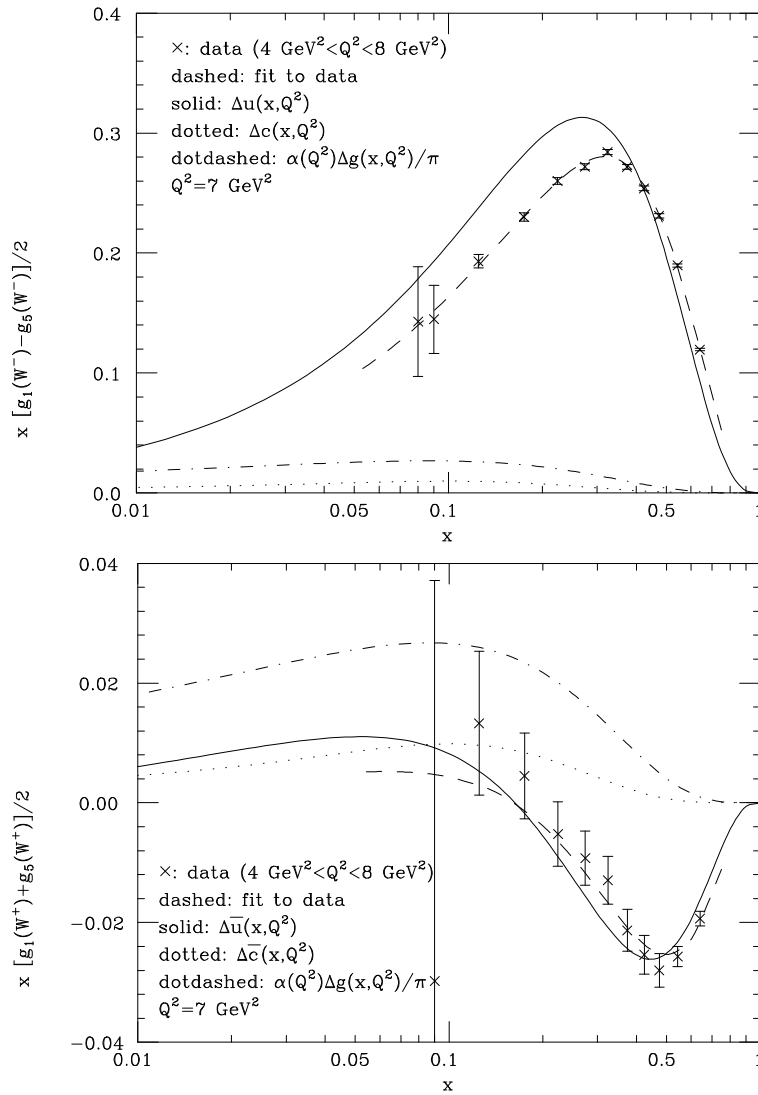 0.4
×: data (4 GeV²<Q²<8 GeV²)
dashed: fit to data
solid: Δu(x,Q²)
dotted: Δc(x,Q²)
dotdashed: α(Q²)Δg(x,Q²)/π
Q²=7 GeV²
0.3
0.2
0.1
0.0
x [g₁(W⁻)−g₅(W⁻)]/2
0.01 0.05 0.1 0.5 1
x
0.04
0.02
0.00
−0.02
−0.04
x [g₁(W⁺)+g₅(W⁺)]/2
×: data (4 GeV²<Q²<8 GeV²)
dashed: fit to data
solid: Δu̅(x,Q²)
dotted: Δc̅(x,Q²)
dotdashed: α(Q²)Δg(x,Q²)/π
Q²=7 GeV²
0.01 0.05 0.1 0.5 1
x